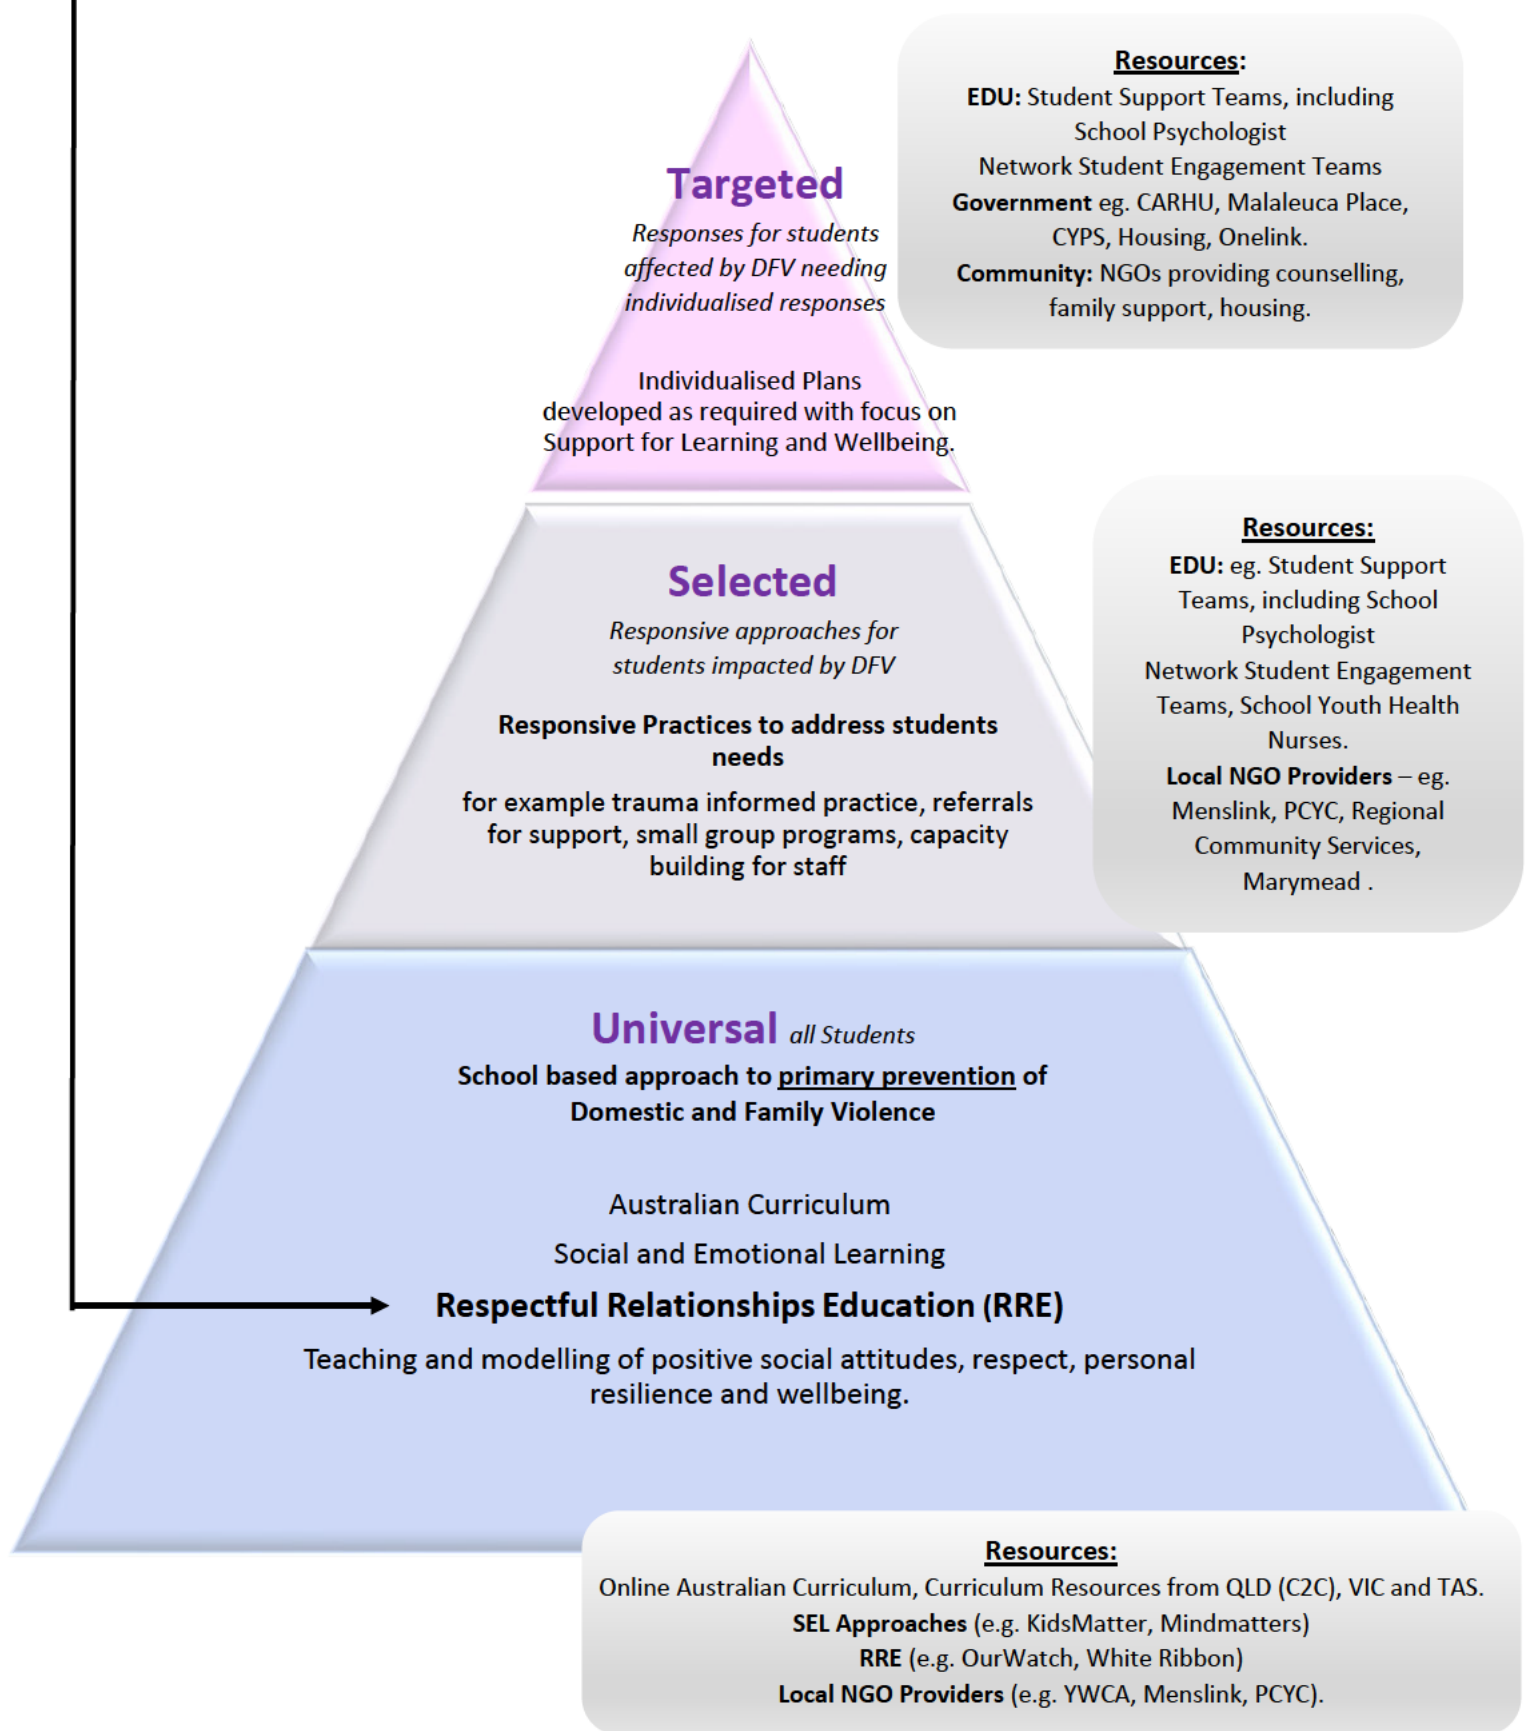 Resources:
EDU: Student Support Teams, including
School Psychologist
Network Student Engagement Teams
Government eg. CARHU, Malaleuca Place,
CYPS, Housing, Onelink.
Community: NGOs providing counselling,
family support, housing.
Targeted
Responses for students
affected by DFV needing
individualised responses
Individualised Plans
developed as required with focus on
Support for Learning and Wellbeing.
Resources:
EDU: eg. Student Support
Teams, including School
Psychologist
Network Student Engagement
Teams, School Youth Health
Nurses.
Local NGO Providers – eg.
Menslink, PCYC, Regional
Community Services,
Marymead .
Selected
Responsive approaches for
students impacted by DFV
Responsive Practices to address students
needs
for example trauma informed practice, referrals
for support, small group programs, capacity
building for staff
Universal all Students
School based approach to primary prevention of
Domestic and Family Violence
Australian Curriculum
Social and Emotional Learning
Respectful Relationships Education (RRE)
Teaching and modelling of positive social attitudes, respect, personal
resilience and wellbeing.
Resources:
Online Australian Curriculum, Curriculum Resources from QLD (C2C), VIC and TAS.
SEL Approaches (e.g. KidsMatter, Mindmatters)
RRE (e.g. OurWatch, White Ribbon)
Local NGO Providers (e.g. YWCA, Menslink, PCYC).